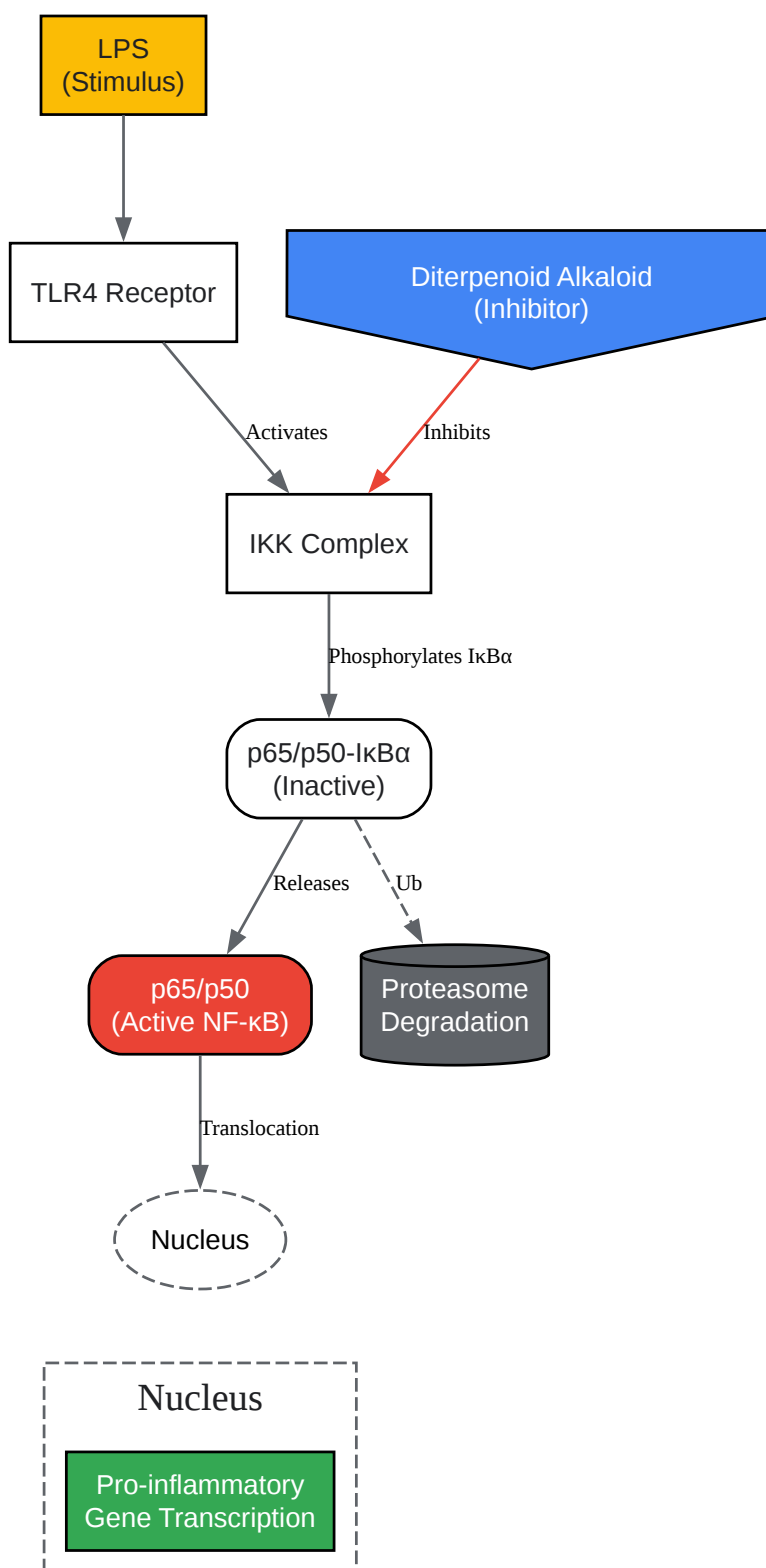 LPS
(Stimulus)
TLR4 Receptor
Diterpenoid Alkaloid
(Inhibitor)
Activates
Inhibits
IKK Complex
Phosphorylates IκBα
p65/p50-IκBα
(Inactive)
Releases
Ub
p65/p50
(Active NF-κB)
Proteasome
Degradation
Translocation
Nucleus
Nucleus
Pro-inflammatory
Gene Transcription